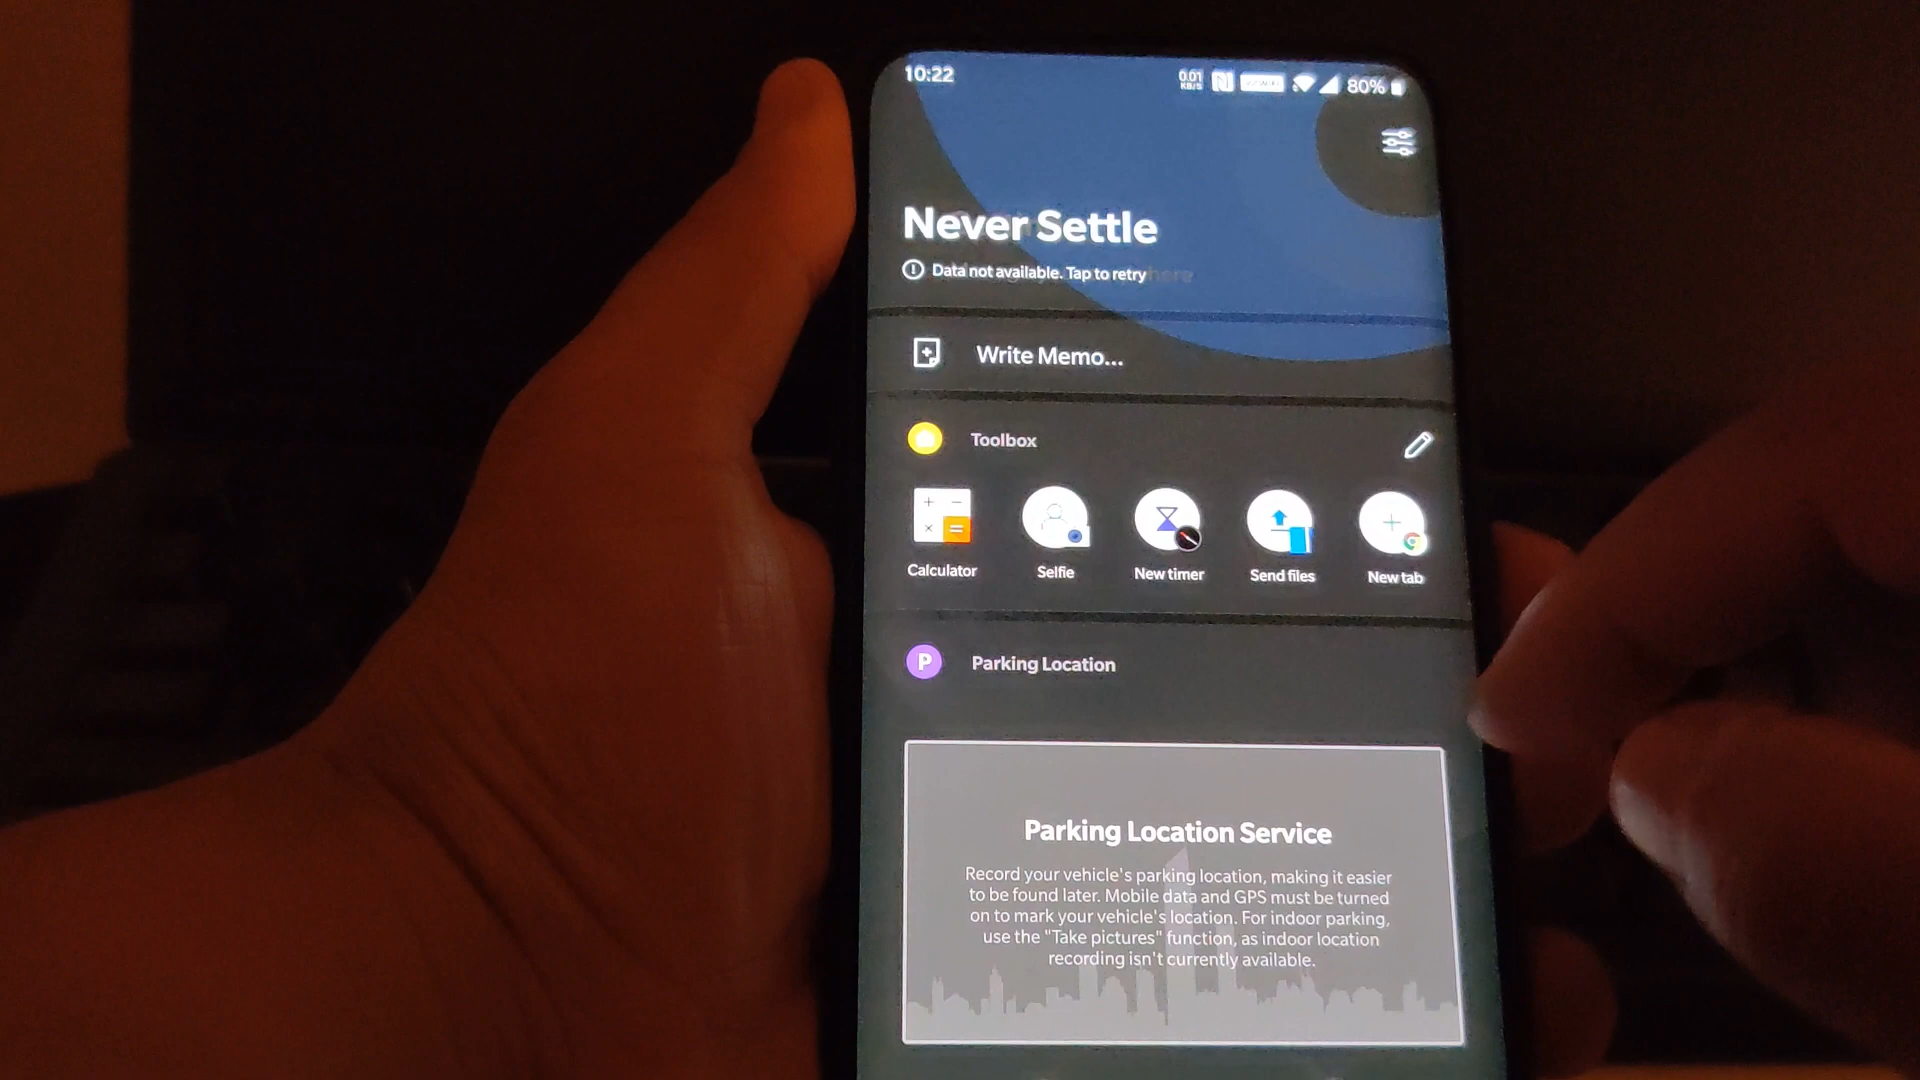 10:22
0.01
KB/S
80%
Never Settle
Data not available. Tap to retry
Write Memo...
Toolbox
Calculator
Selfie
New timer
Send files
New tab
P
Parking Location
Parking Location Service
Record your vehicle's parking location, making it easier
to be found later. Mobile data and GPS must be turned
on to mark your vehicle's location. For indoor parking,
use the "Take pictures" function, as indoor location
recording isn't currently available.